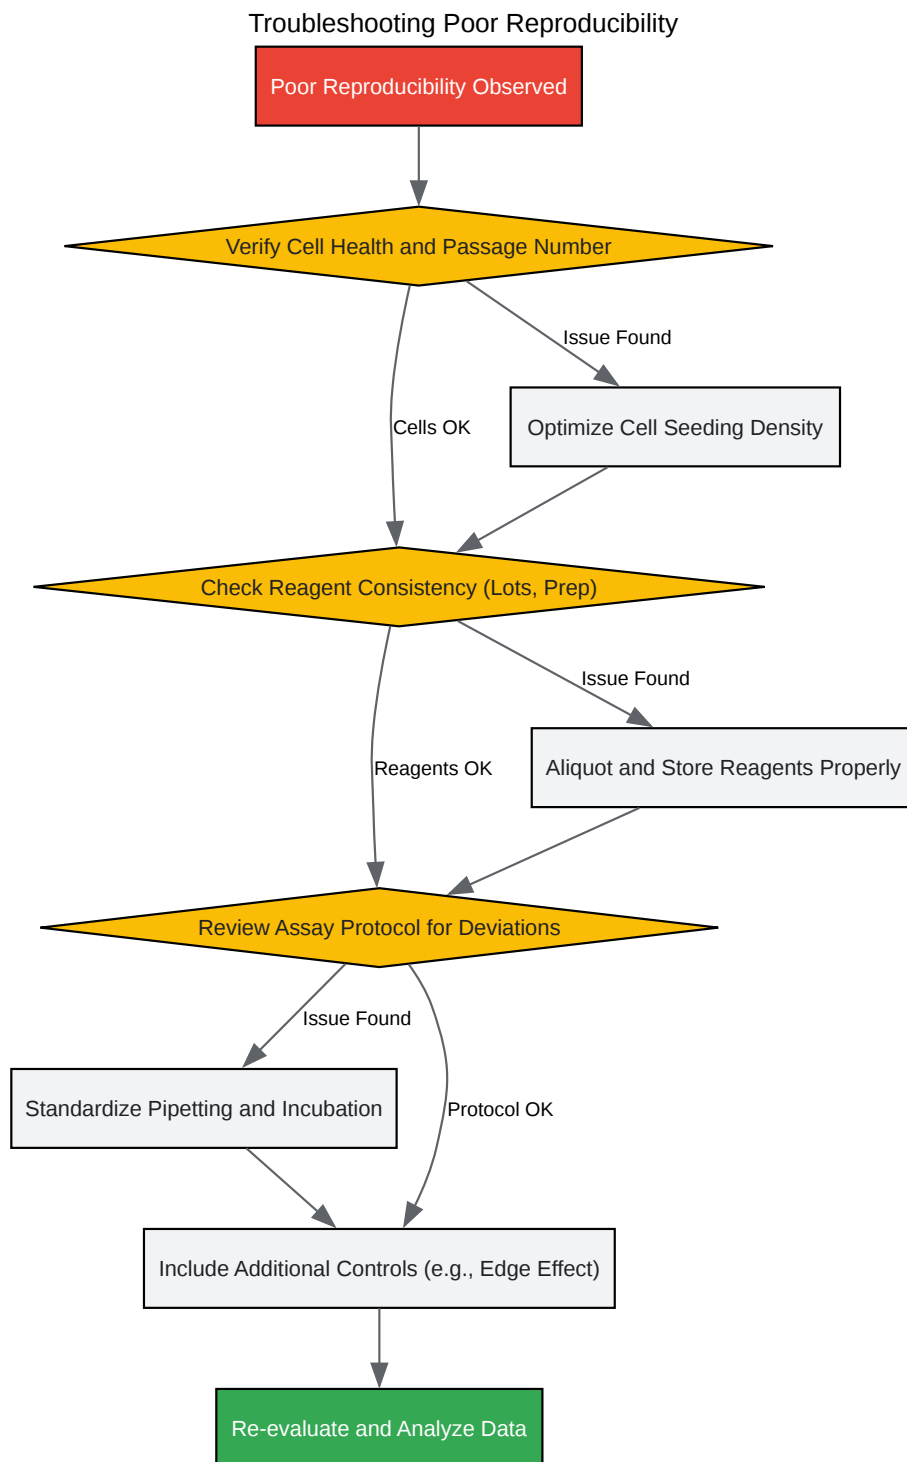 Troubleshooting Poor Reproducibility
Poor Reproducibility Observed
Verify Cell Health and Passage Number
Issue Found
Optimize Cell Seeding Density
Cells OK
Check Reagent Consistency (Lots, Prep)
Issue Found
Aliquot and Store Reagents Properly
Reagents OK
Review Assay Protocol for Deviations
Issue Found
Standardize Pipetting and Incubation
Protocol OK
Include Additional Controls (e.g., Edge Effect)
Re-evaluate and Analyze Data